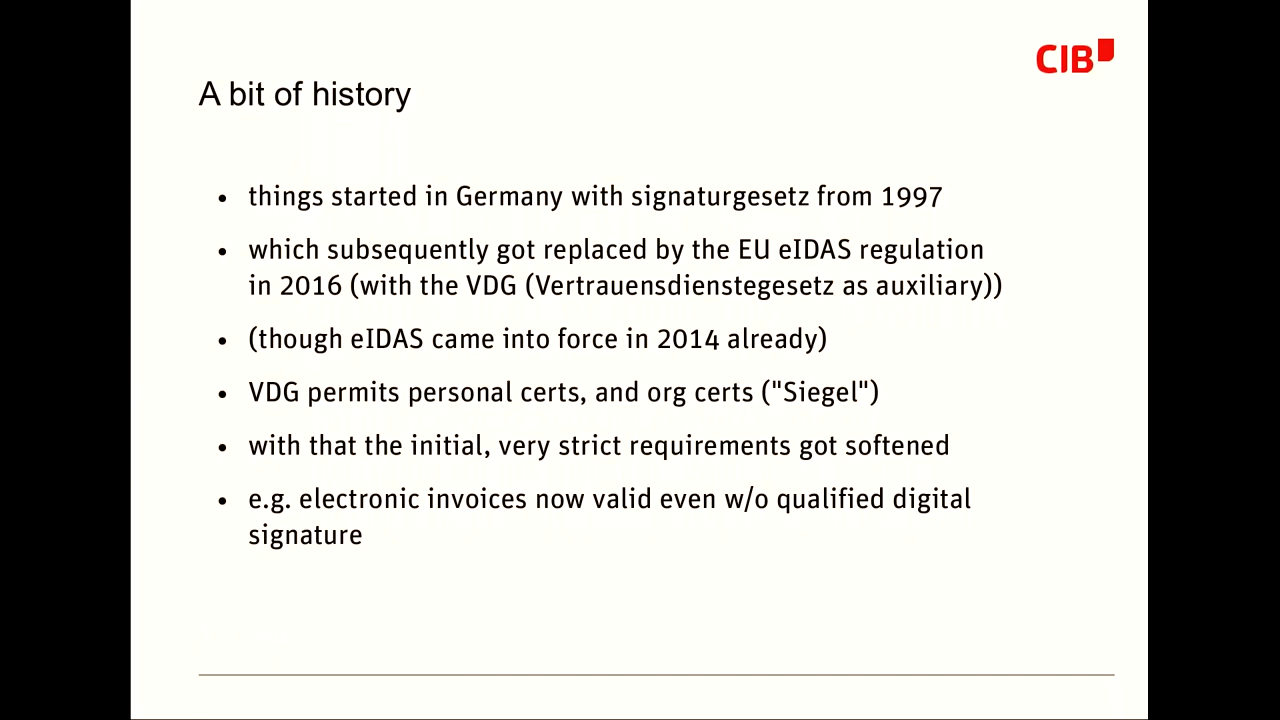 CIB
A bit of history
• things started in Germany with signaturgesetz from 1997
• which subsequently got replaced by the EU eIDAS regulation
in 2016 (with the VDG (Vertrauensdienstegesetz as auxiliary))
• (though eIDAS came into force in 2014 already)
• VDG permits personal certs, and org certs ("Siegel")
• with that the initial, very strict requirements got softened
• e.g. electronic invoices now valid even w/o qualified digital
signature